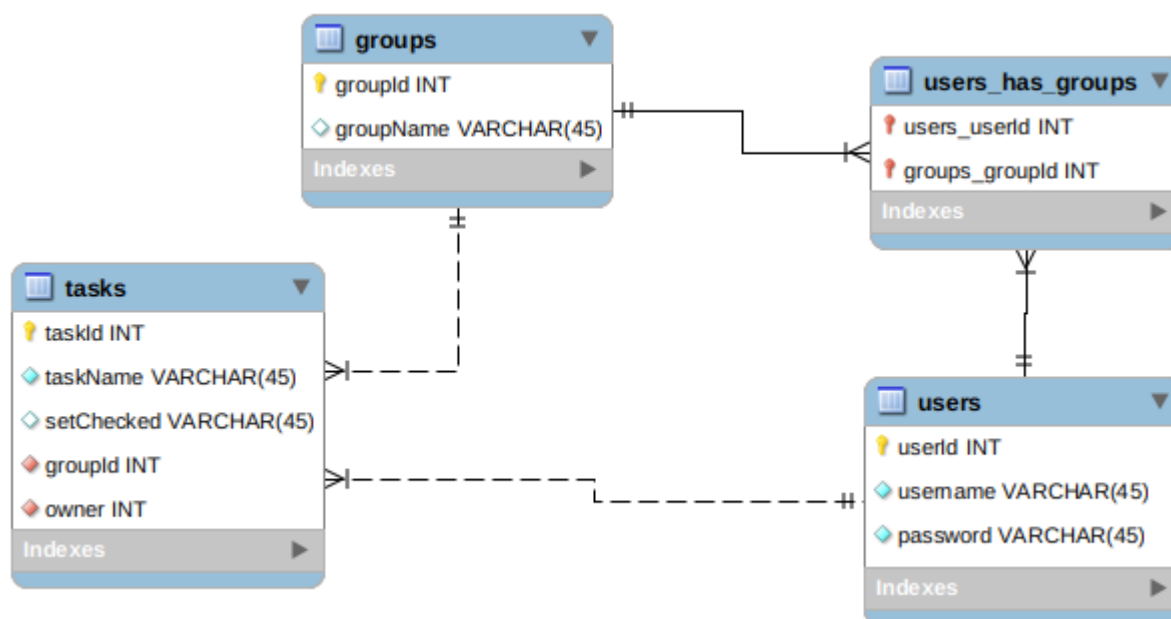 groups
groupId INT
groupName VARCHAR(45)
Indexes
users_has_groups
users_userId INT
groups_groupId INT
Indexes
tasks
taskId INT
taskName VARCHAR(45)
setChecked VARCHAR(45)
groupId INT
owner INT
Indexes
users
userId INT
username VARCHAR(45)
password VARCHAR(45)
Indexes